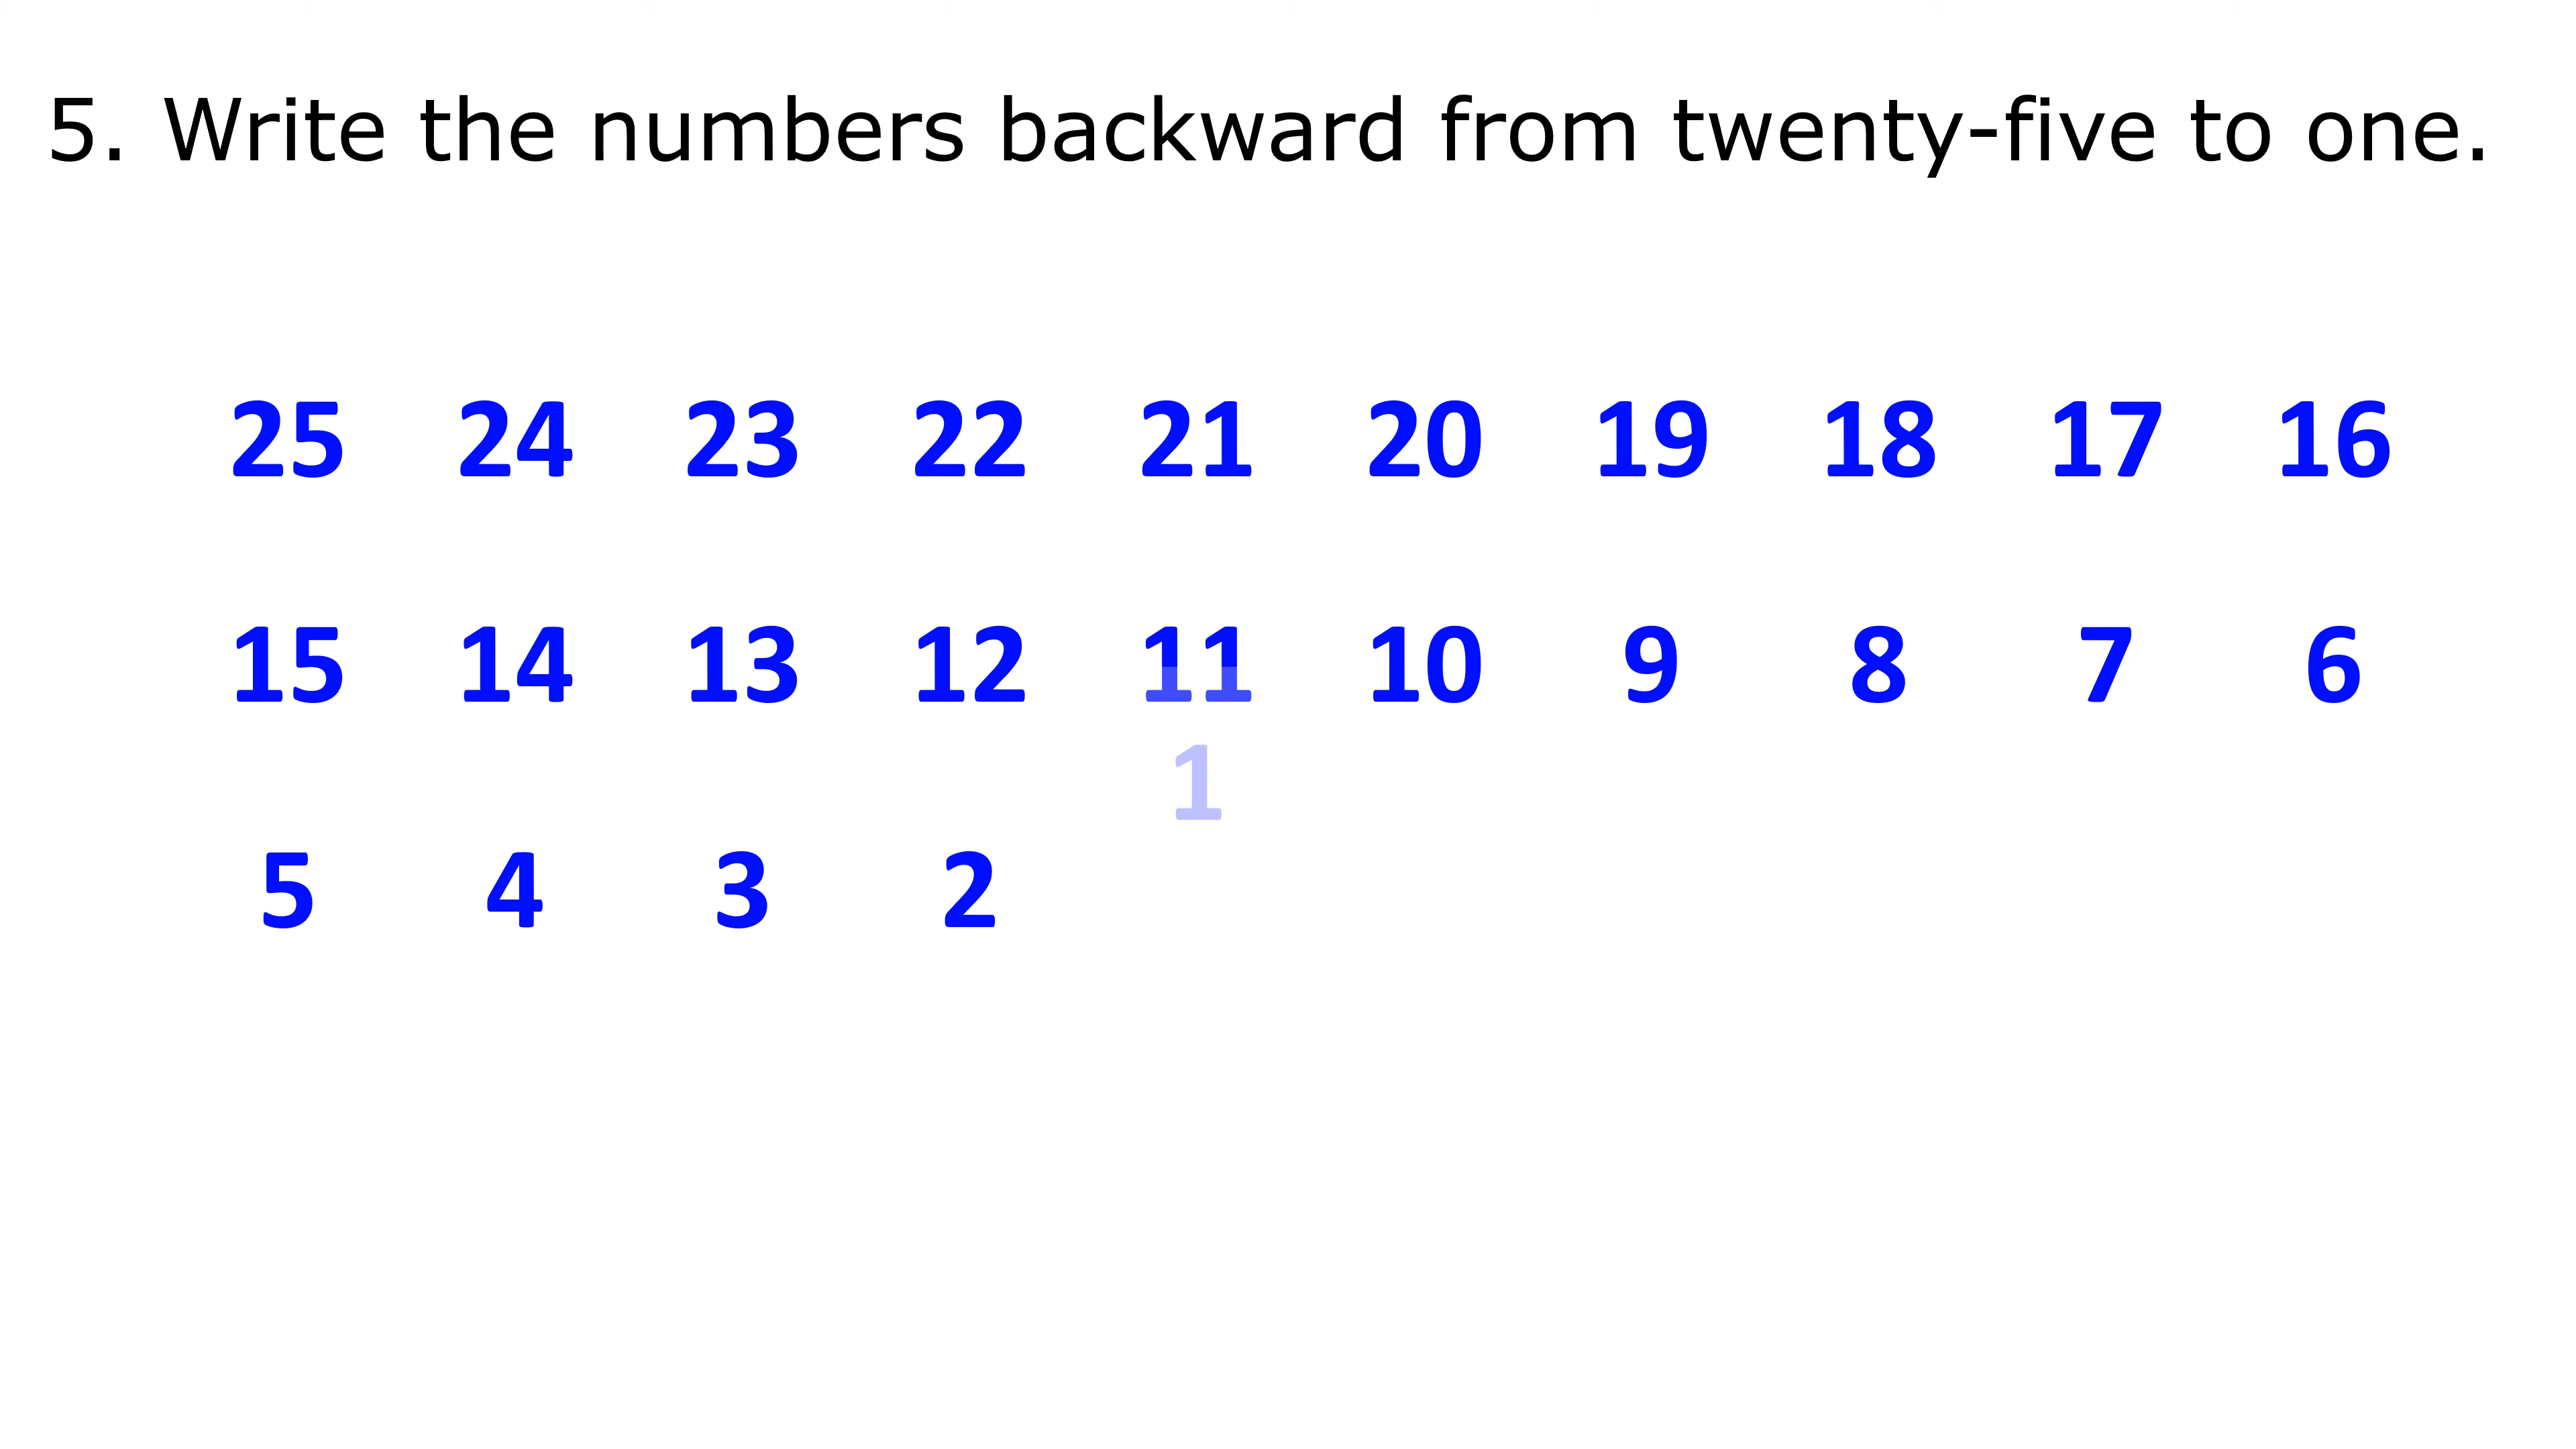 5. Write the numbers backward from twenty-five to one.
25 24 23 22 21 20 19 18 17 16
15 14 13 12 11 10 9 8 7 6
1
5 4 3 2